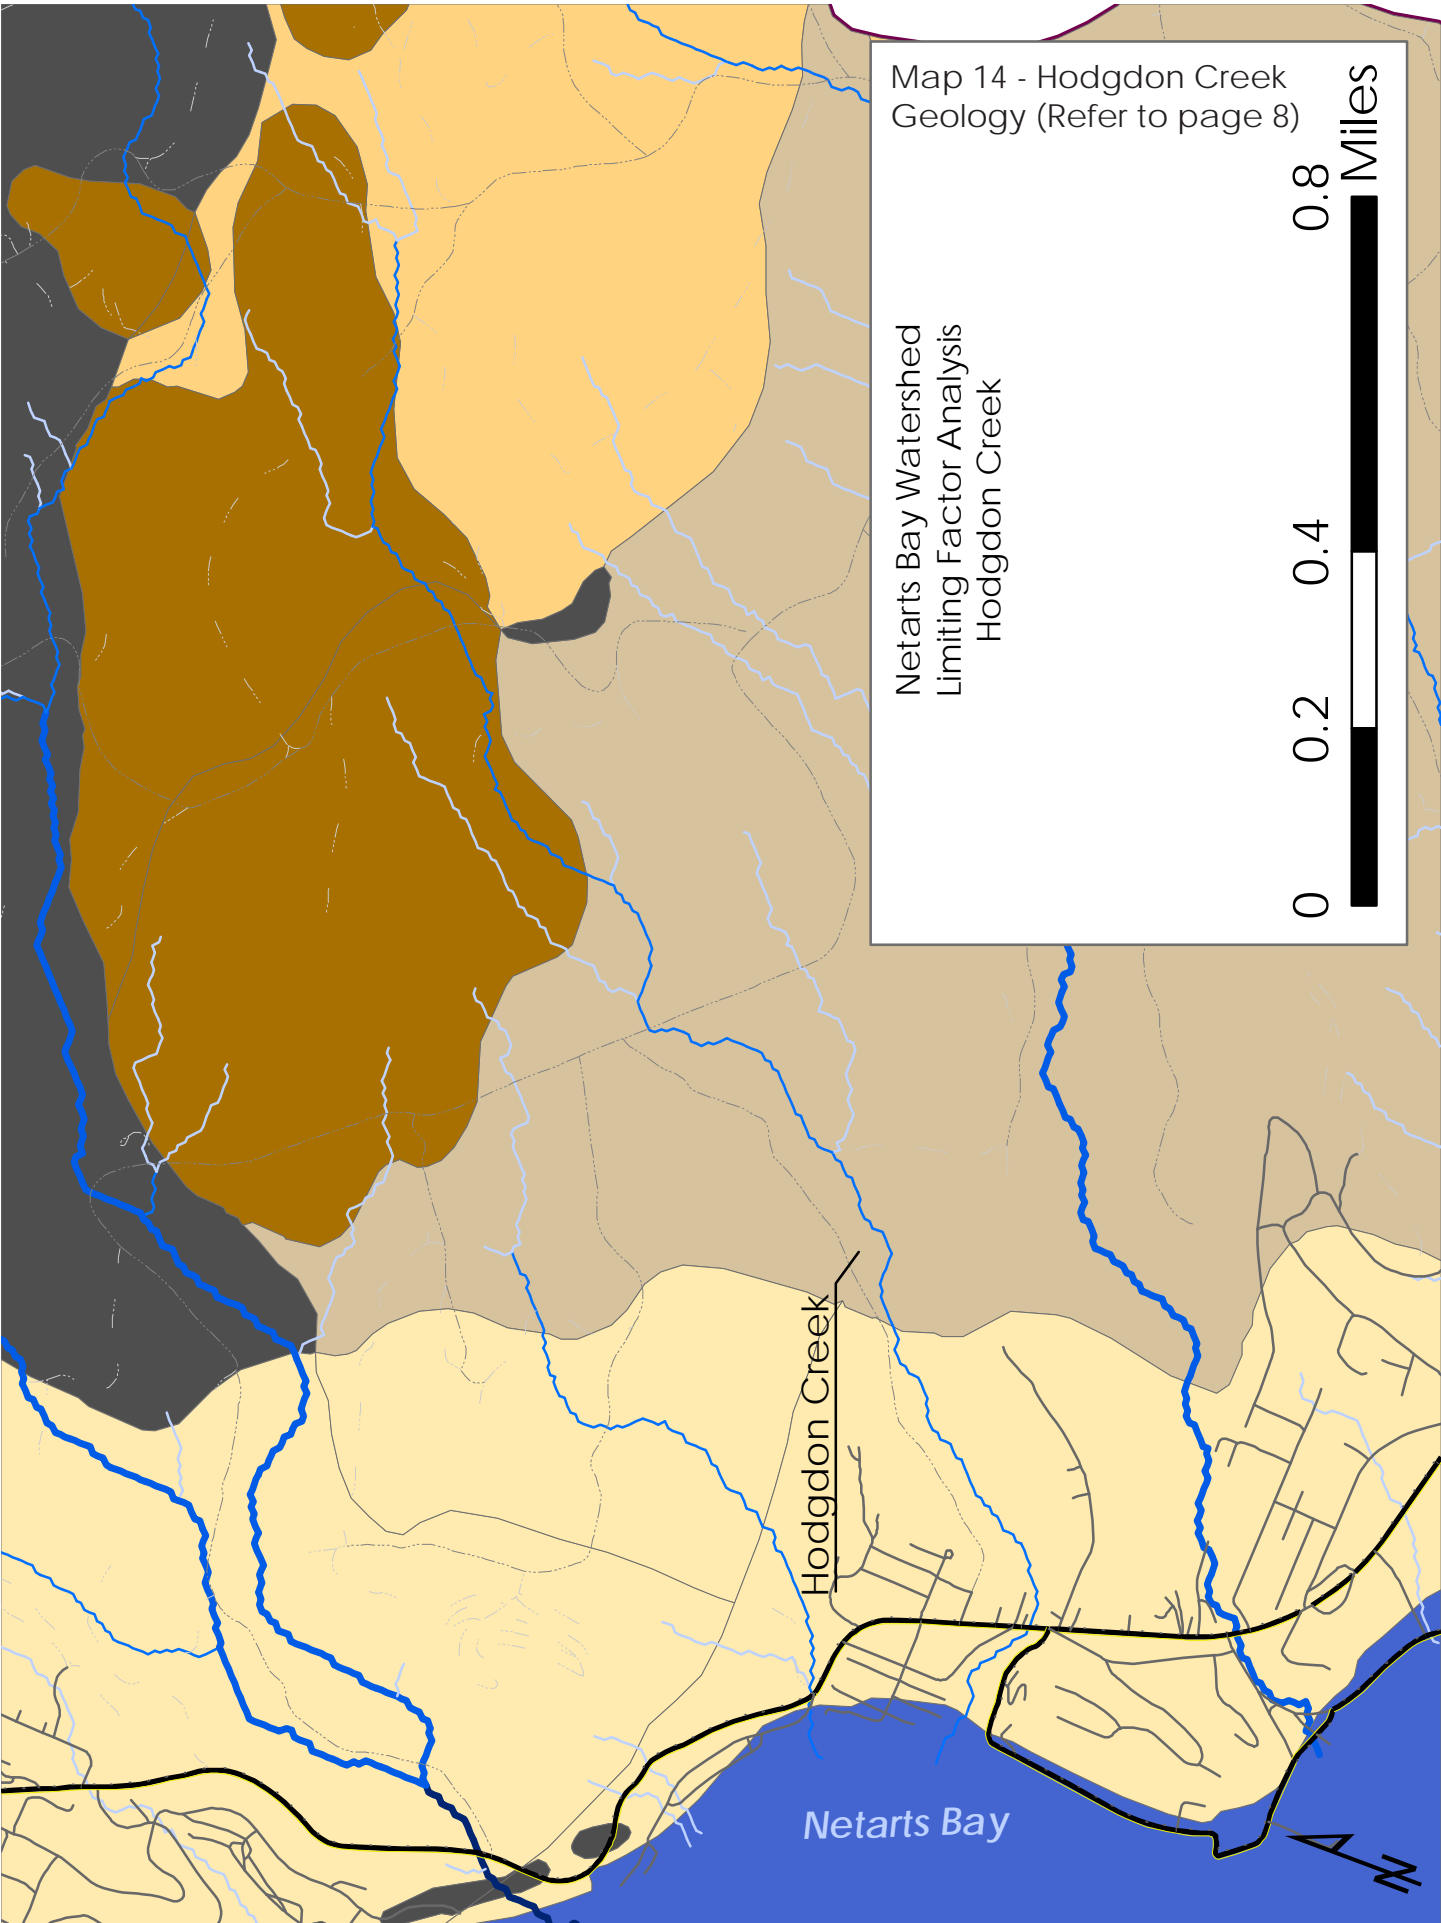 Map 14 - Hodgdon Creek
Geology (Refer to page 8)
Netarts Bay Watershed
Limiting Factor Analysis
Hodgdon Creek
0 0.2 0.4 0.8
Miles
Hodgdon Creek
Netarts Bay
N